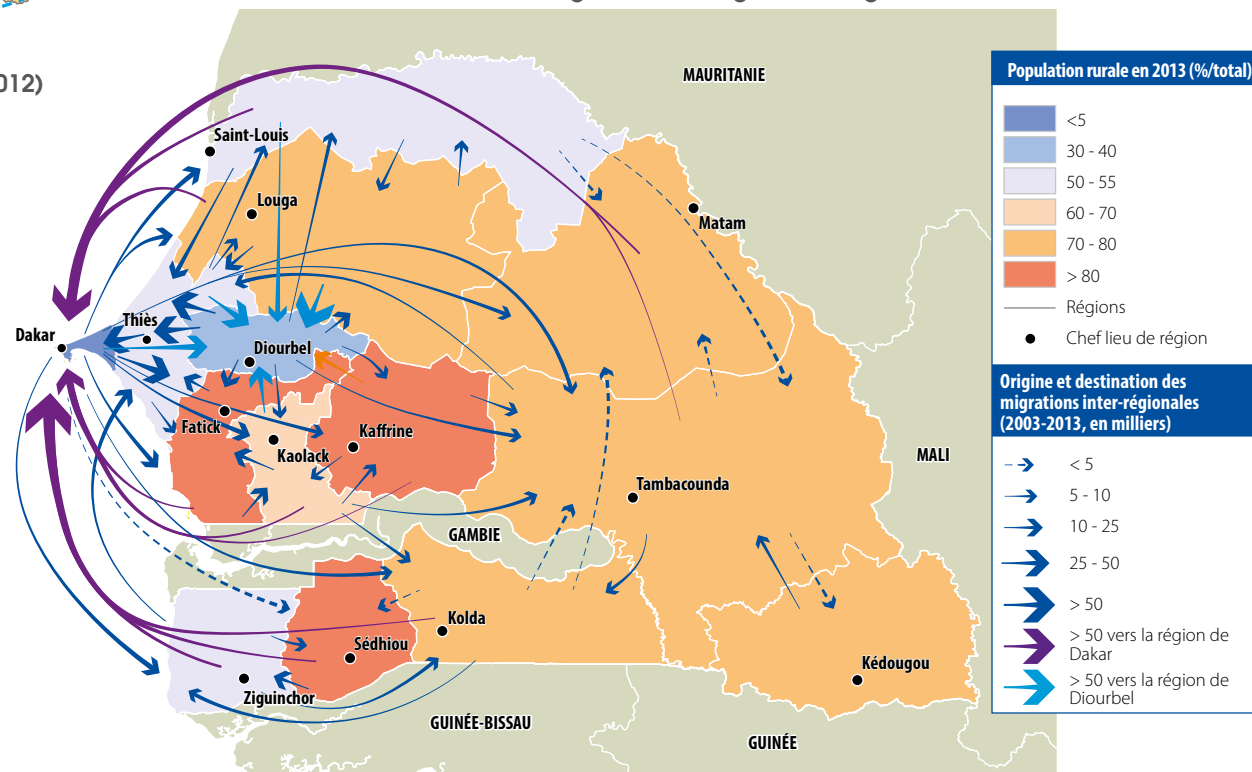 012)
MAURITANIE
Saint-Louis
Louga
Matam
Dakar
Thiès
Diourbel
Fatick
Kaolack
Kaffrine
Tambacounda
MALI
GAMBIE
Kolda
Sédhiou
Ziguinchor
Kédougou
GUINÉE-BISSAU
GUINÉE
Population rurale en 2013 (%/total)
<5
30 - 40
50 - 55
60 - 70
70 - 80
> 80
Régions
Chef lieu de région
Origine et destination des
migrations inter-régionales
(2003-2013, en milliers)
< 5
5 - 10
10 - 25
25 - 50
> 50
> 50 vers la région de
Dakar
> 50 vers la région de
Diourbel